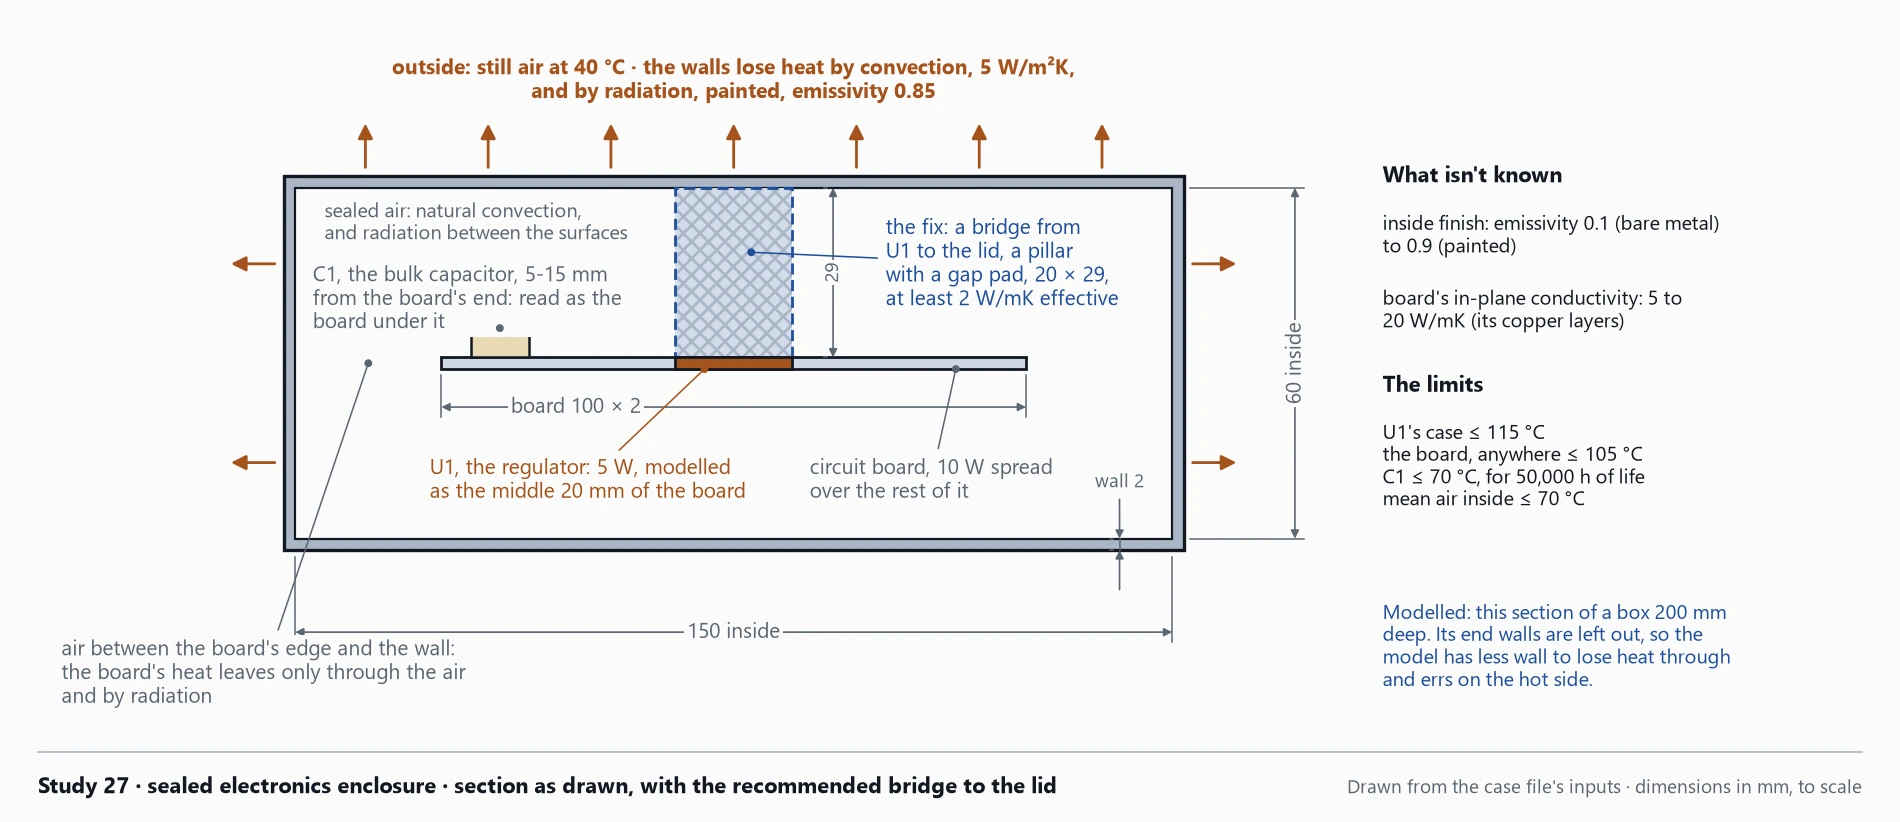 outside: still air at 40 °C · the walls lose heat by convection, 5 W/m²K,
and by radiation, painted, emissivity 0.85
sealed air: natural convection,
and radiation between the surfaces
C1, the bulk capacitor, 5-15 mm
from the board's end: read as the
board under it
29
the fix: a bridge from
U1 to the lid, a pillar
with a gap pad, 20 × 29,
at least 2 W/mK effective
60 inside
board 100 × 2
U1, the regulator: 5 W, modelled
as the middle 20 mm of the board
circuit board, 10 W spread
over the rest of it
wall 2
150 inside
air between the board's edge and the wall:
the board's heat leaves only through the air
and by radiation
What isn't known
inside finish: emissivity 0.1 (bare metal)
to 0.9 (painted)
board's in-plane conductivity: 5 to
20 W/mK (its copper layers)
The limits
U1's case ≤ 115 °C
the board, anywhere ≤ 105 °C
C1 ≤ 70 °C, for 50,000 h of life
mean air inside ≤ 70 °C
Modelled: this section of a box 200 mm
deep. Its end walls are left out, so the
model has less wall to lose heat through
and errs on the hot side.
Study 27 · sealed electronics enclosure · section as drawn, with the recommended bridge to the lid
Drawn from the case file's inputs · dimensions in mm, to scale